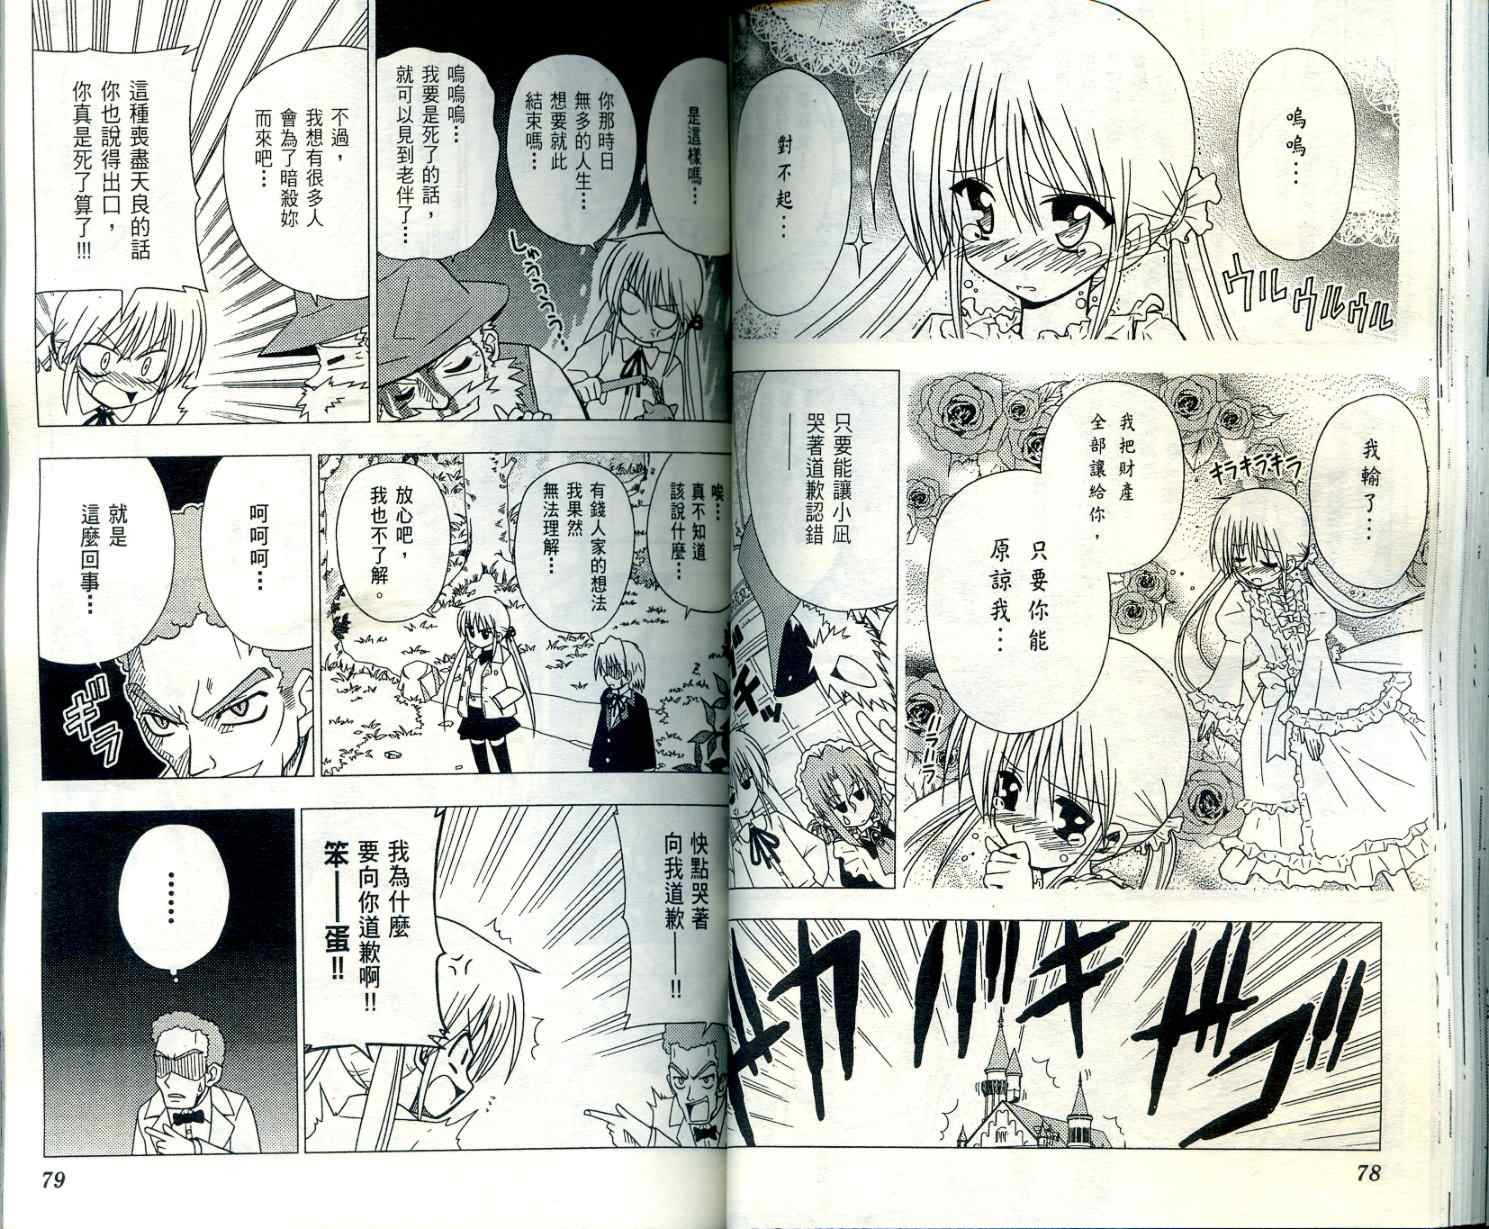 嗚嗚…
對不起…
ウルウルウル
我輸了…
キラキラキラ
我把財產
全部讓給你，
只要你能
原諒我…
只要能讓小凪
哭著道歉認錯
──
78
是這樣嗎…
你那時日
無多的人生…
想要就此
結束嗎…
嗚嗚嗚…
我要是死了的話，
就可以見到老伴了…
しゅううううう
不過，
我想有很多人
會為了暗殺妳
而來吧…
這種喪盡天良的話
你也說得出口，
你真是死了算了!!!
唉…
真不知道
該說什麼…
有錢人家的想法
我果然
無法理解…
放心吧，
我也不了解。
呵呵呵…
就是
這麼回事…
ギラ
快點哭著
向我道歉──!!
我為什麼
要向你道歉啊!!
笨──蛋!!
……
79